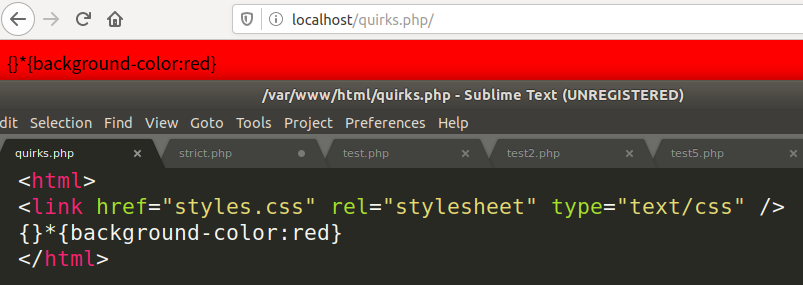 localhost/quirks.php/
{}*{background-color:red}
/var/www/html/quirks.php - Sublime Text (UNREGISTERED)
dit Selection Find View Goto Tools Project Preferences Help
quirks.php × strict.php • test.php × test2.php × test5.php ×
<html>
<link href="styles.css" rel="stylesheet" type="text/css" />
{}*{background-color:red}
</html>